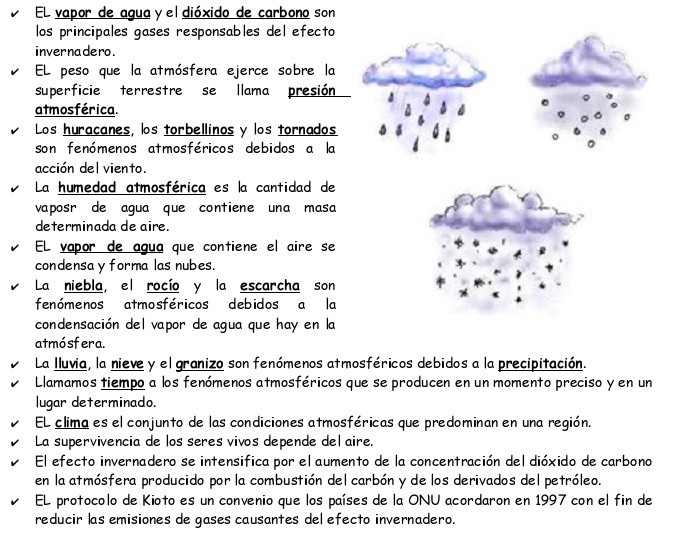 ✔ EL vapor de agua y el dióxido de carbono son
los principales gases responsables del efecto
invernadero.
✔ EL peso que la atmósfera ejerce sobre la
superficie terrestre se llama presión
atmosférica.
✔ Los huracanes, los torbellinos y los tornados
son fenómenos atmosféricos debidos a la
acción del viento.
✔ La humedad atmosférica es la cantidad de
vaposr de agua que contiene una masa
determinada de aire.
✔ EL vapor de agua que contiene el aire se
condensa y forma las nubes.
✔ La niebla, el rocío y la escarcha son
fenómenos atmosféricos debidos a la
condensación del vapor de agua que hay en la
atmósfera.
✔ La lluvia, la nieve y el granizo son fenómenos atmosféricos debidos a la precipitación.
✔ Llamamos tiempo a los fenómenos atmosféricos que se producen en un momento preciso y en un
lugar determinado.
✔ EL clima es el conjunto de las condiciones atmosféricas que predominan en una región.
✔ La supervivencia de los seres vivos depende del aire.
✔ El efecto invernadero se intensifica por el aumento de la concentración del dióxido de carbono
en la atmósfera producido por la combustión del carbón y de los derivados del petróleo.
✔ EL protocolo de Kioto es un convenio que los países de la ONU acordaron en 1997 con el fin de
reducir las emisiones de gases causantes del efecto invernadero.